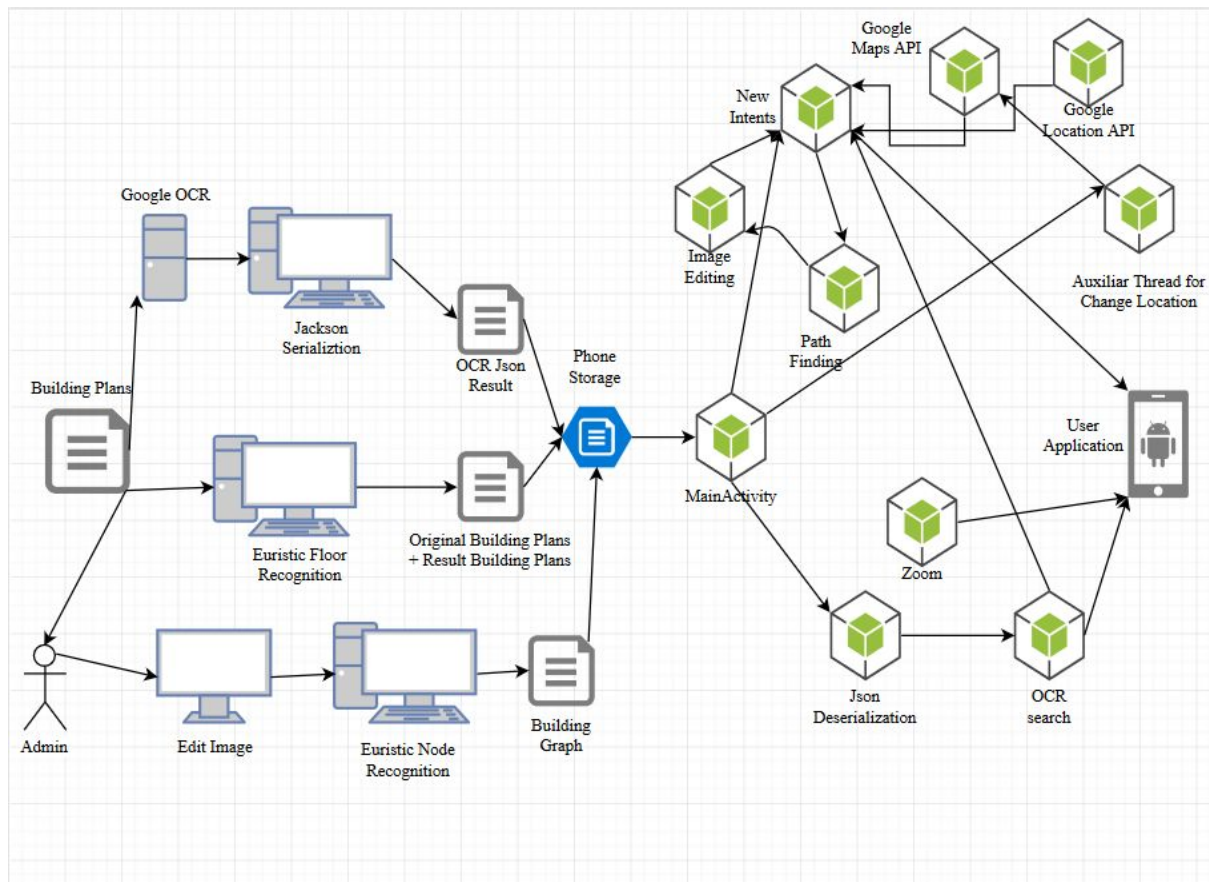 Google
Maps API
New
Intents
Google
Location API
Google OCR
Image
Editing
Auxiliar Thread for
Change Location
Jackson
Serializtion
Path
Finding
OCR Json
Result
Phone
Storage
Building Plans
User
Application
MainActivity
Original Building Plans
+ Result Building Plans
Euristic Floor
Recognition
Zoom
Json
Deserialization
OCR
search
Building
Graph
Admin
Edit Image
Euristic Node
Recognition